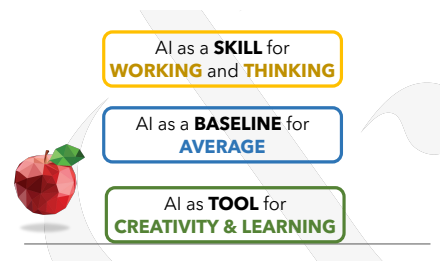 AI as a SKILL for
WORKING and THINKING
AI as a BASELINE for
AVERAGE
AI as TOOL for
CREATIVITY & LEARNING